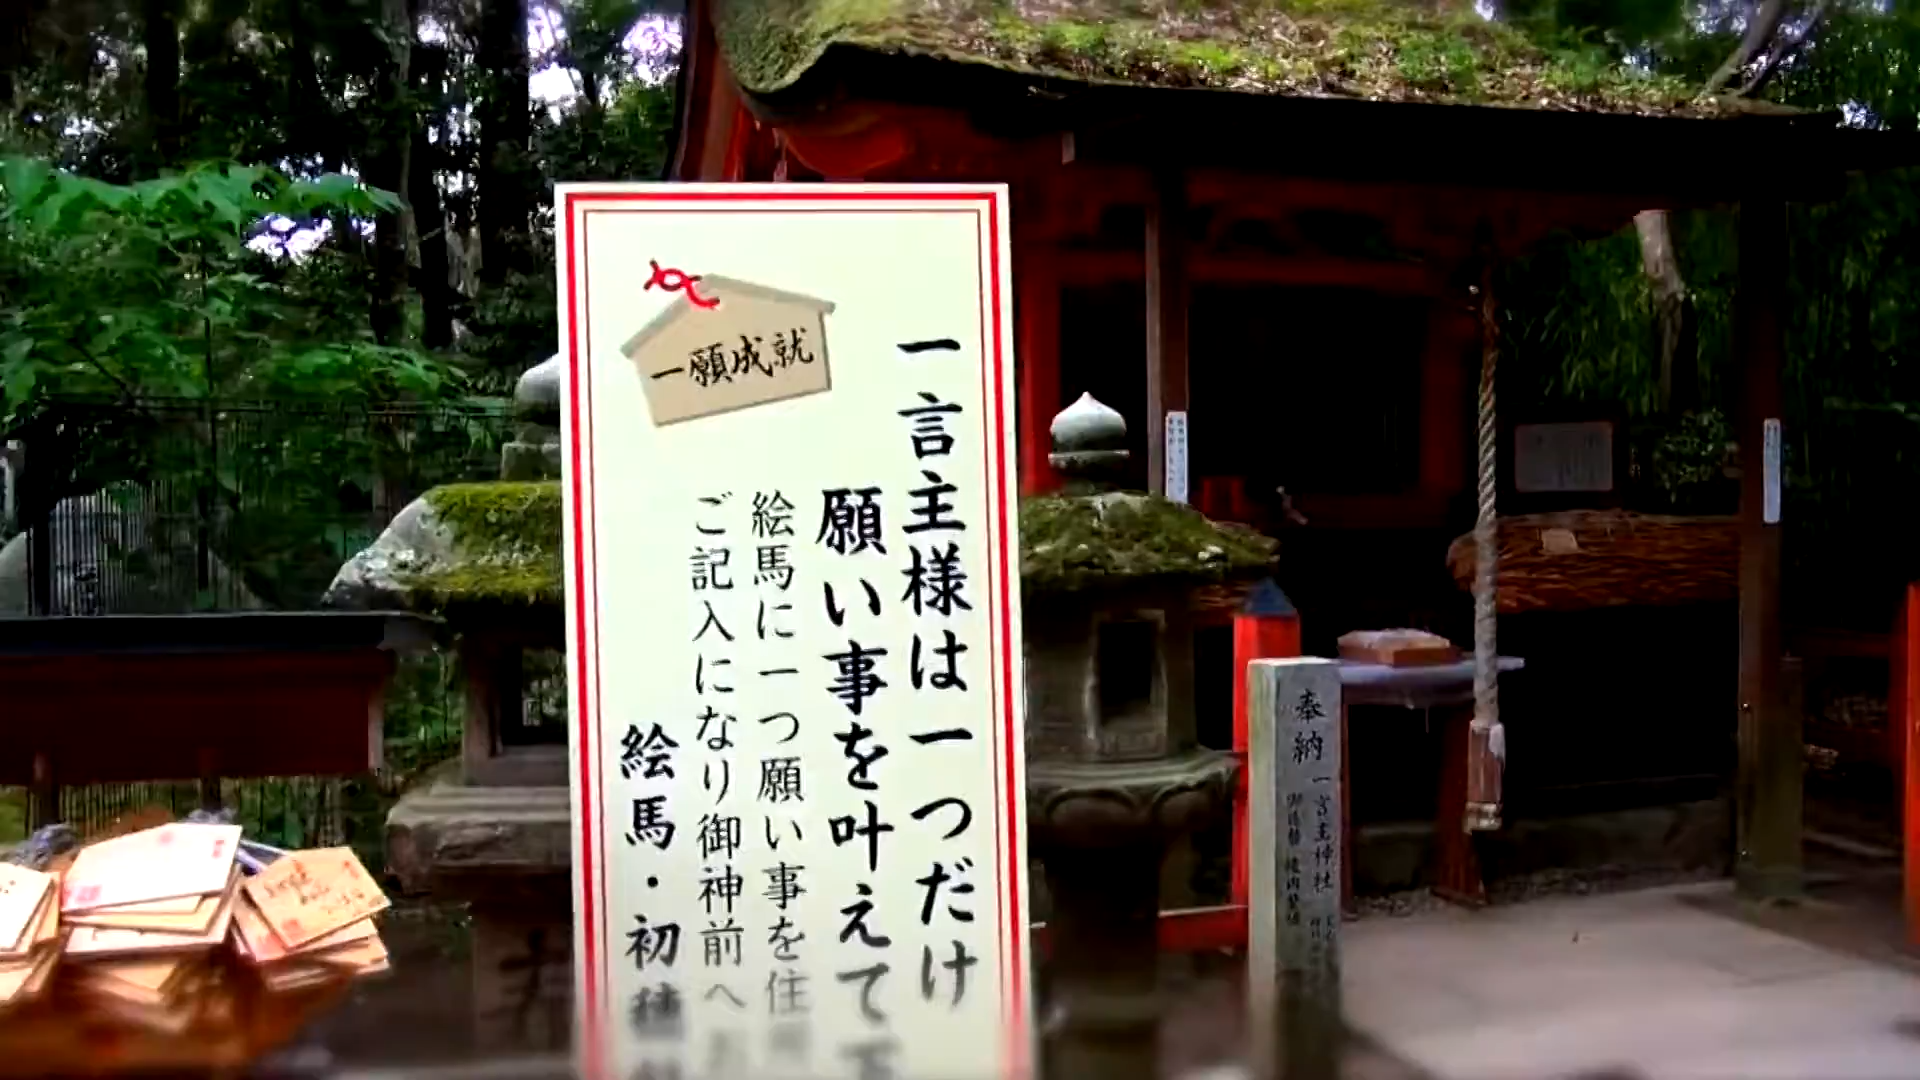 一願成就
一言主様は一つだけ
願い事を叶えて
絵馬に一つ願い事を住
ご記入になり御神前へ
絵馬・初穂
奉納
一言主神社